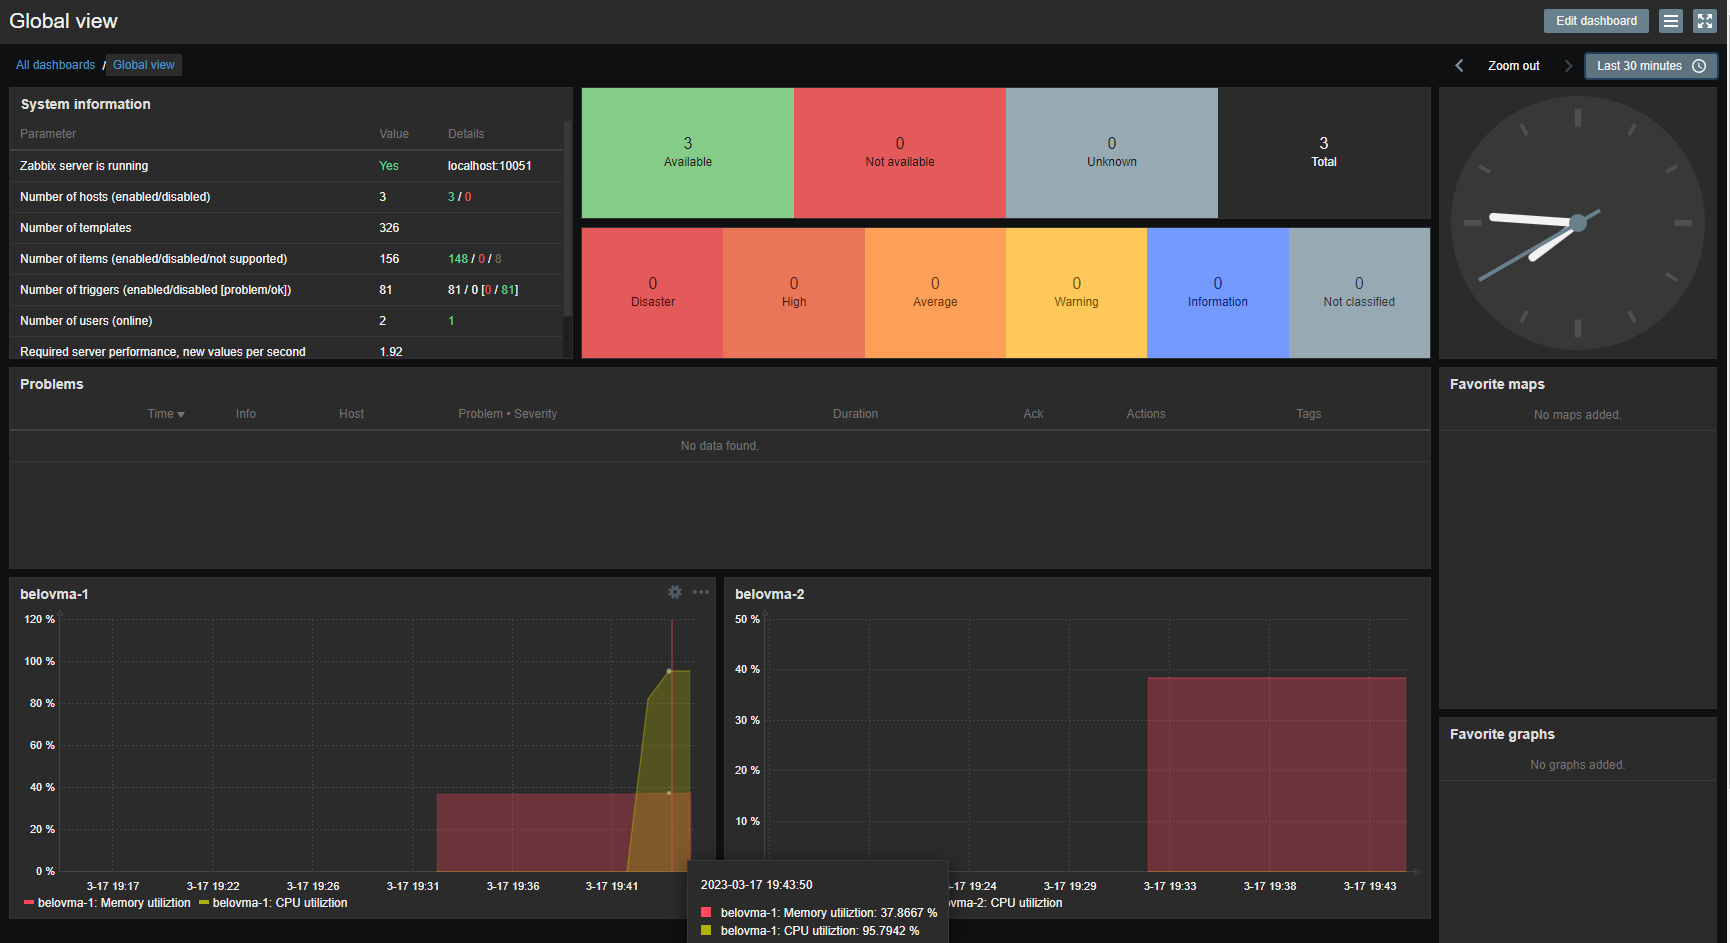 Global view
Edit dashboard
All dashboards / Global view
Zoom out
Last 30 minutes
System information
Parameter Value Details
Zabbix server is running Yes localhost:10051
Number of hosts (enabled/disabled) 3 3 / 0
Number of templates 326
Number of items (enabled/disabled/not supported) 156 148 / 0 / 8
Number of triggers (enabled/disabled [problem/ok]) 81 81 / 0 [0 / 81]
Number of users (online) 2 1
Required server performance, new values per second 1.92
3
Available
0
Not available
0
Unknown
3
Total
0
Disaster
0
High
0
Average
0
Warning
0
Information
0
Not classified
Problems
Time Info Host Problem • Severity Duration Ack Actions Tags
No data found.
Favorite maps
No maps added.
belovma-1
120 %
100 %
80 %
60 %
40 %
20 %
0 %
3-17 19:17 3-17 19:22 3-17 19:26 3-17 19:31 3-17 19:36 3-17 19:41
belovma-1: Memory utiliztion belovma-1: CPU utiliztion
belovma-2
50 %
40 %
30 %
20 %
10 %
-17 19:24 3-17 19:29 3-17 19:33 3-17 19:38 3-17 19:43
vma-2: CPU utiliztion
2023-03-17 19:43:50
belovma-1: Memory utiliztion: 37.8667 %
belovma-1: CPU utiliztion: 95.7942 %
Favorite graphs
No graphs added.